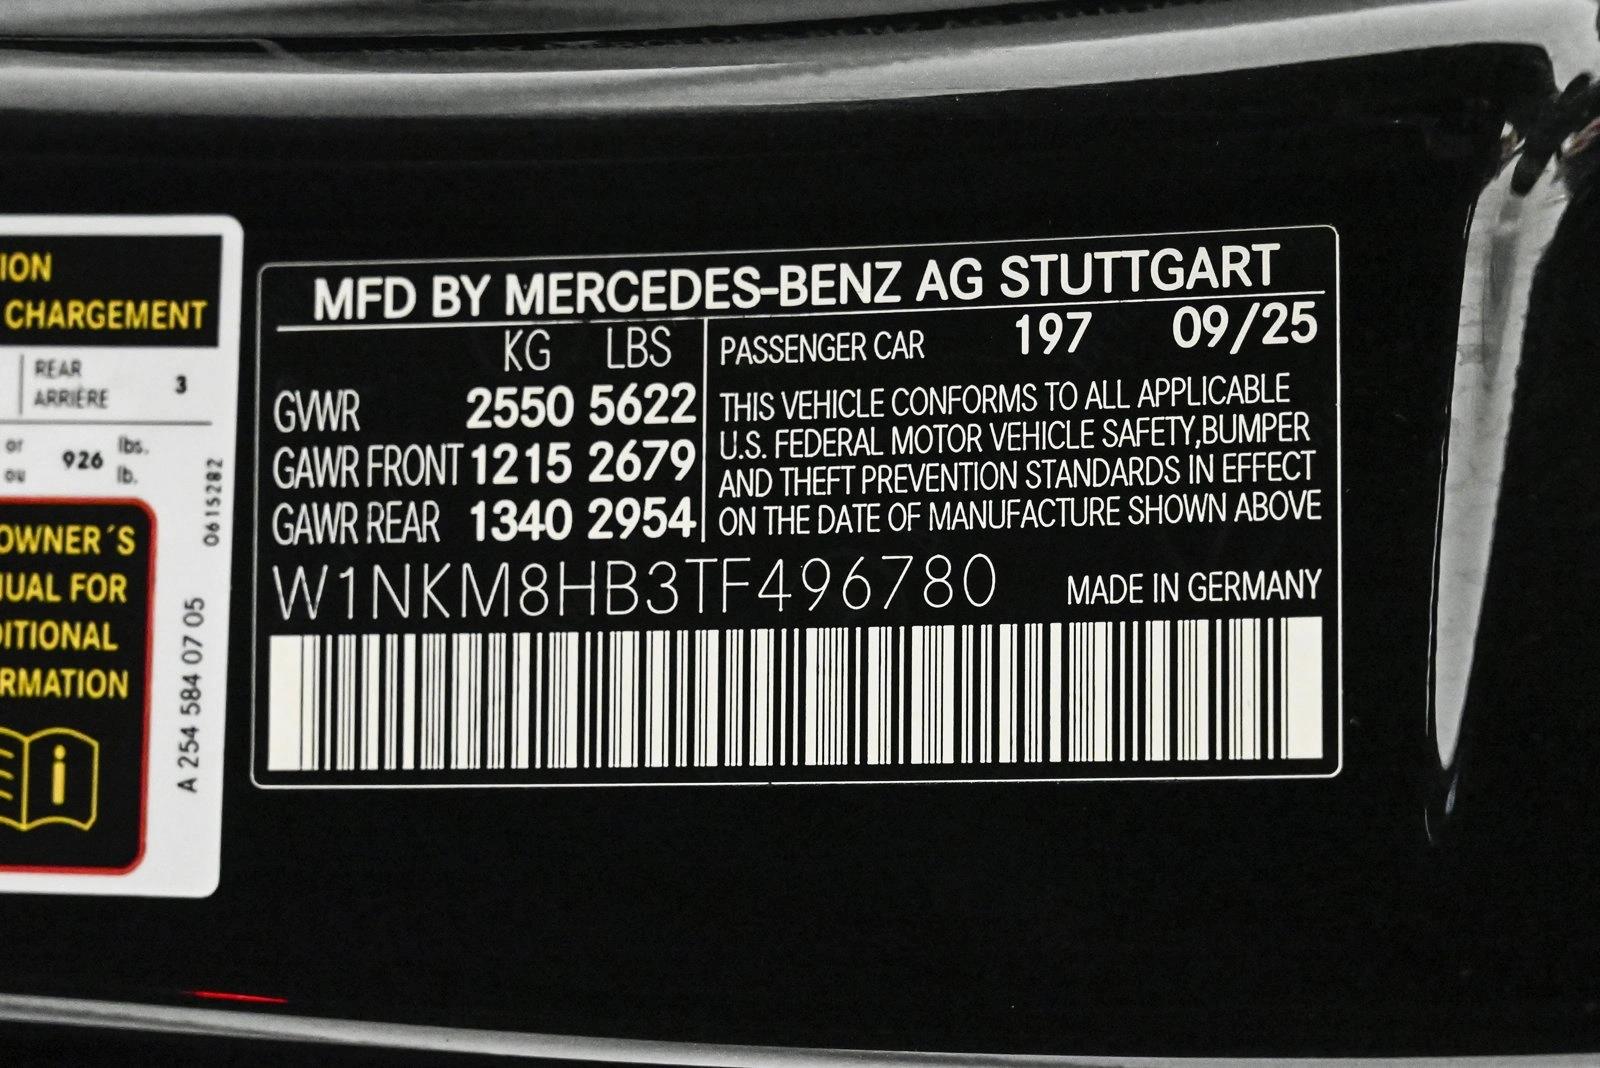 ION
CHARGEMENT
REAR
ARRIÈRE
3
or
ou
926
lbs.
lb.
OWNER´S
UAL FOR
DITIONAL
RMATION
i
0615282
A 254 584 07 05
MFD BY MERCEDES-BENZ AG STUTTGART
KG LBS
GVWR 2550 5622
GAWR FRONT 1215 2679
GAWR REAR 1340 2954
PASSENGER CAR 197 09/25
THIS VEHICLE CONFORMS TO ALL APPLICABLE
U.S. FEDERAL MOTOR VEHICLE SAFETY,BUMPER
AND THEFT PREVENTION STANDARDS IN EFFECT
ON THE DATE OF MANUFACTURE SHOWN ABOVE
W1NKM8HB3TF496780
MADE IN GERMANY